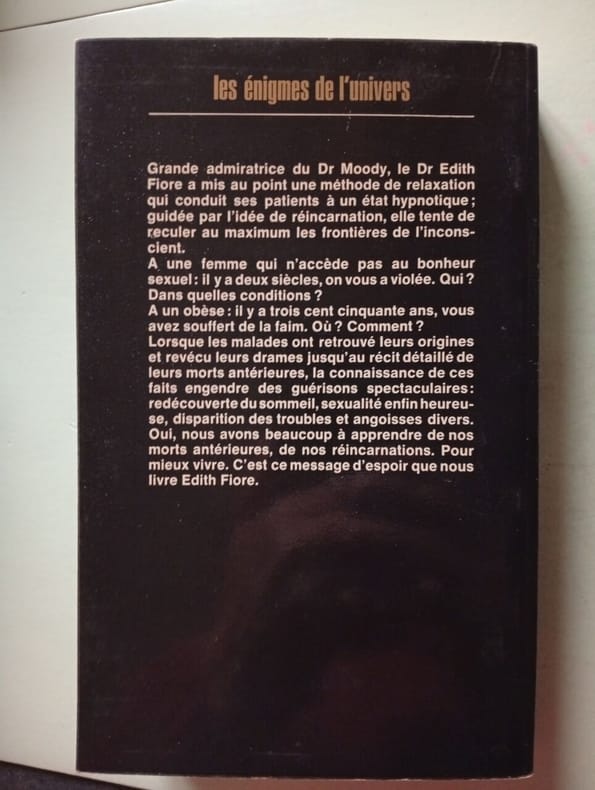 les énigmes de l'univers
Grande admiratrice du Dr Moody, le Dr Edith
Fiore a mis au point une méthode de relaxation
qui conduit ses patients à un état hypnotique ;
guidée par l'idée de réincarnation, elle tente de
reculer au maximum les frontières de l'incons-
cient.
A une femme qui n'accède pas au bonheur
sexuel : il y a deux siècles, on vous a violée. Qui ?
Dans quelles conditions ?
A un obèse : il y a trois cent cinquante ans, vous
avez souffert de la faim. Où ? Comment ?
Lorsque les malades ont retrouvé leurs origines
et revécu leurs drames jusqu'au récit détaillé de
leurs morts antérieures, la connaissance de ces
faits engendre des guérisons spectaculaires :
redécouverte du sommeil, sexualité enfin heureu-
se, disparition des troubles et angoisses divers.
Oui, nous avons beaucoup à apprendre de nos
morts antérieures, de nos réincarnations. Pour
mieux vivre. C'est ce message d'espoir que nous
livre Edith Fiore.